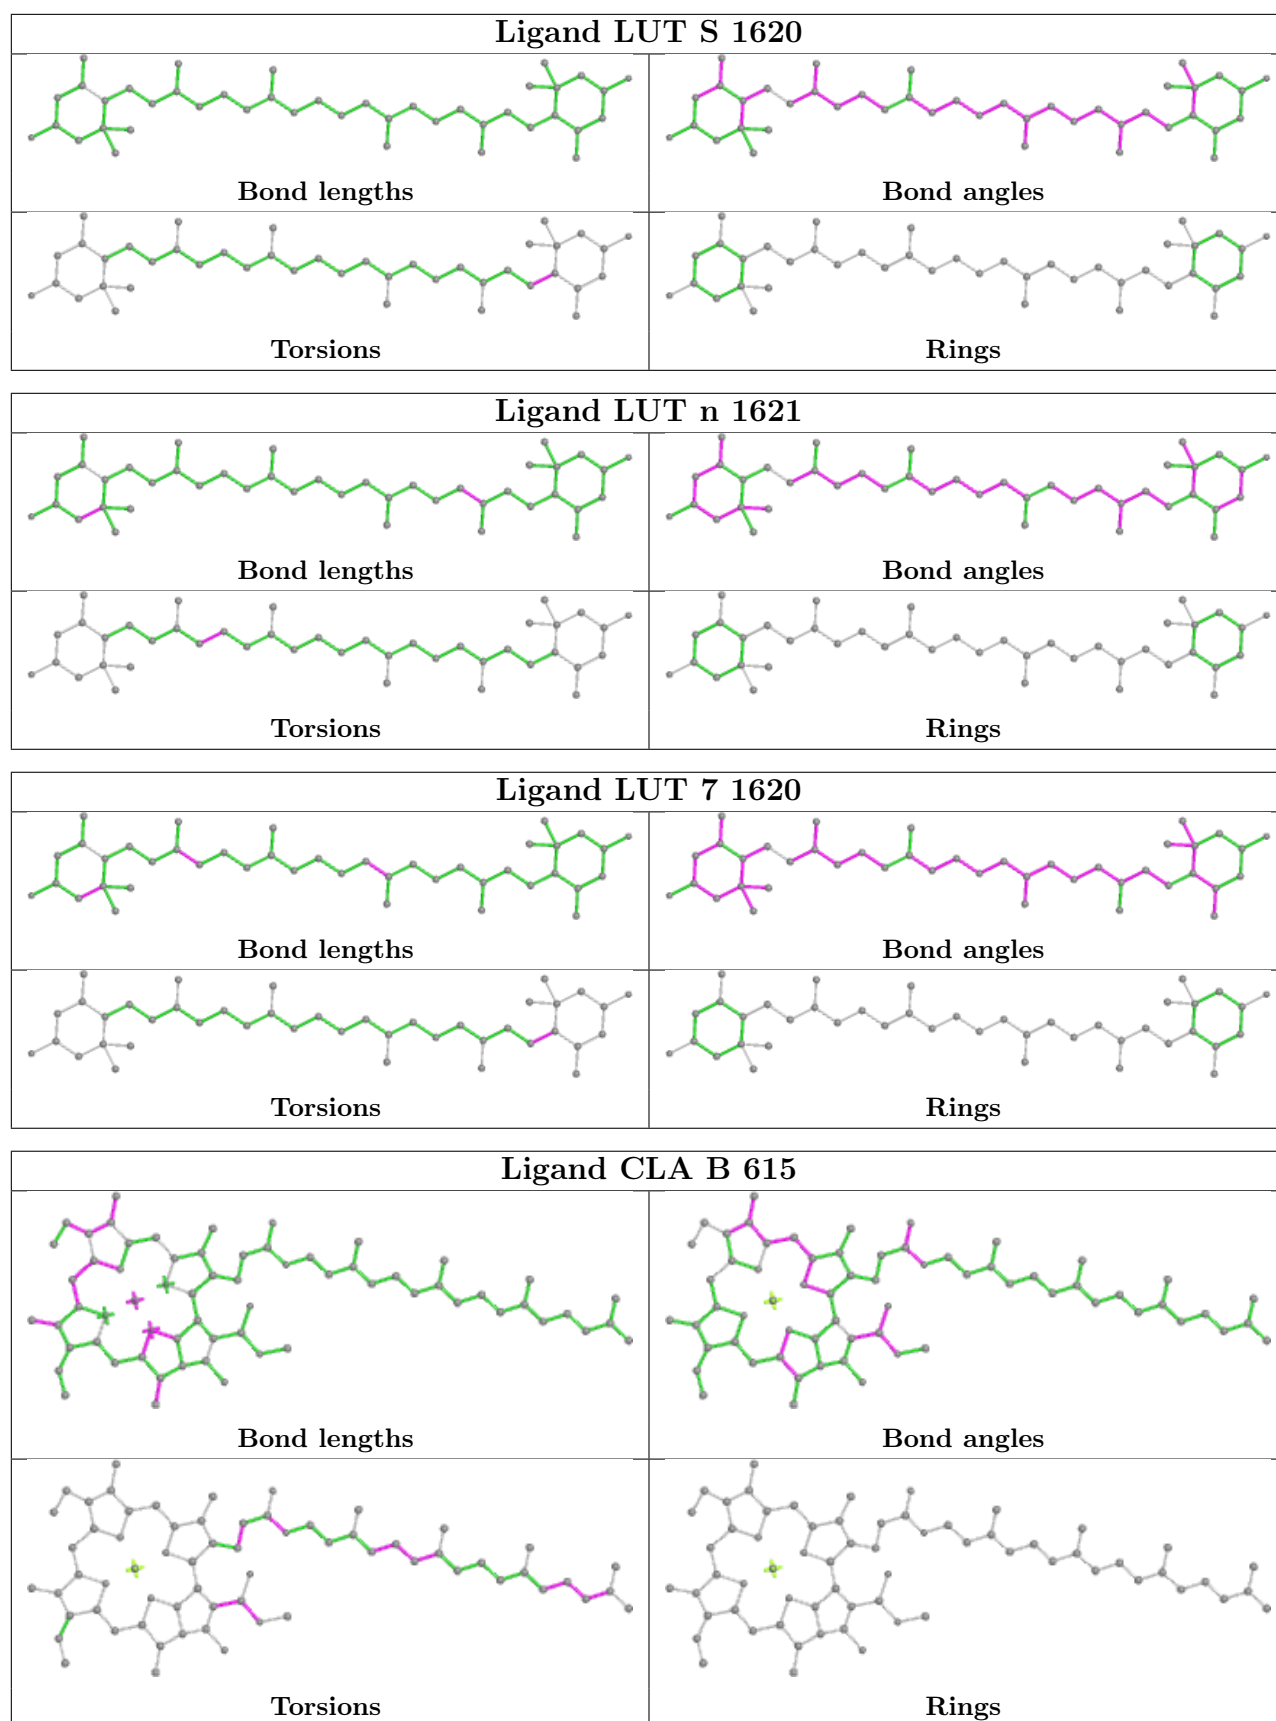 Ligand LUT S 1620
Bond lengths
Bond angles
Torsions
Rings
Ligand LUT n 1621
Bond lengths
Bond angles
Torsions
Rings
Ligand LUT 7 1620
Bond lengths
Bond angles
Torsions
Rings
Ligand CLA B 615
Bond lengths
Bond angles
Torsions
Rings